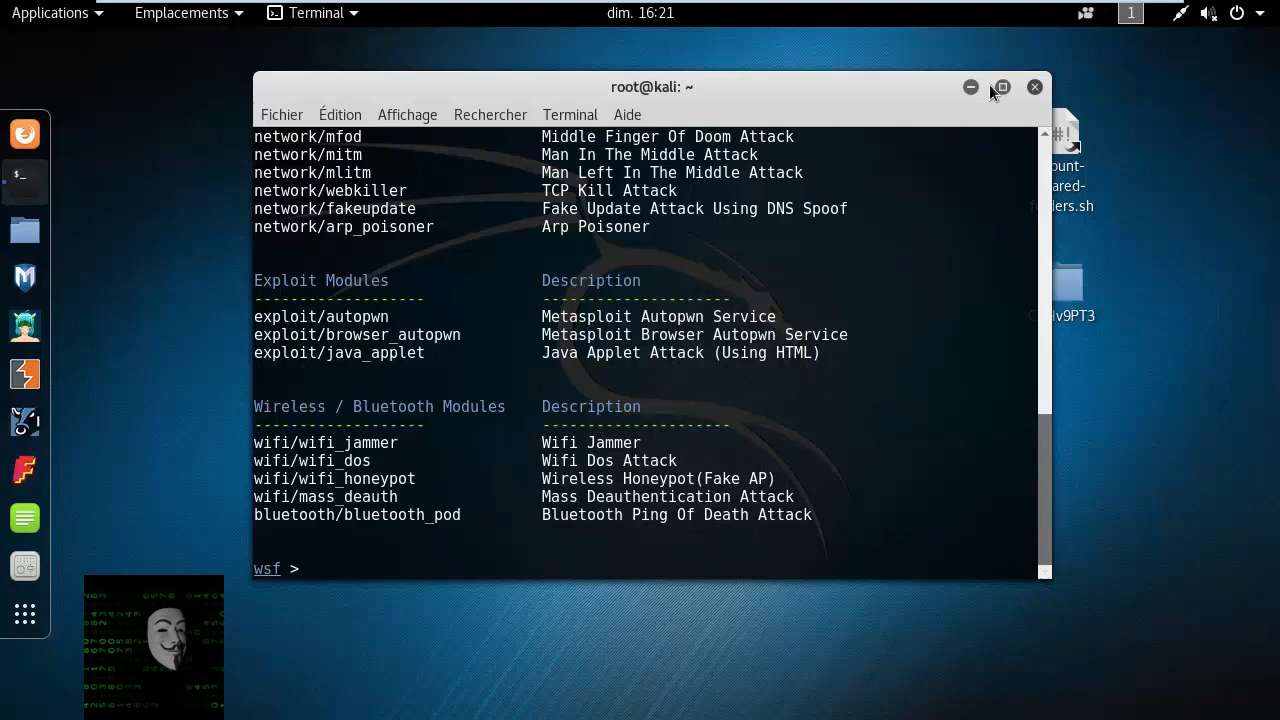 Applications Emplacements Terminal dim. 16:21 1
root@kali: ~
Fichier Édition Affichage Rechercher Terminal Aide
network/mfod Middle Finger Of Doom Attack
network/mitm Man In The Middle Attack
network/mlitm Man Left In The Middle Attack
network/webkiller TCP Kill Attack
network/fakeupdate Fake Update Attack Using DNS Spoof
network/arp_poisoner Arp Poisoner
Exploit Modules Description
------------------- ---------------------
exploit/autopwn Metasploit Autopwn Service
exploit/browser_autopwn Metasploit Browser Autopwn Service
exploit/java_applet Java Applet Attack (Using HTML)
Wireless / Bluetooth Modules Description
------------------- ---------------------
wifi/wifi_jammer Wifi Jammer
wifi/wifi_dos Wifi Dos Attack
wifi/wifi_honeypot Wireless Honeypot(Fake AP)
wifi/mass_deauth Mass Deauthentication Attack
bluetooth/bluetooth_pod Bluetooth Ping Of Death Attack
wsf >
#!
ount-
ared-
ers.sh
Hv9PT3